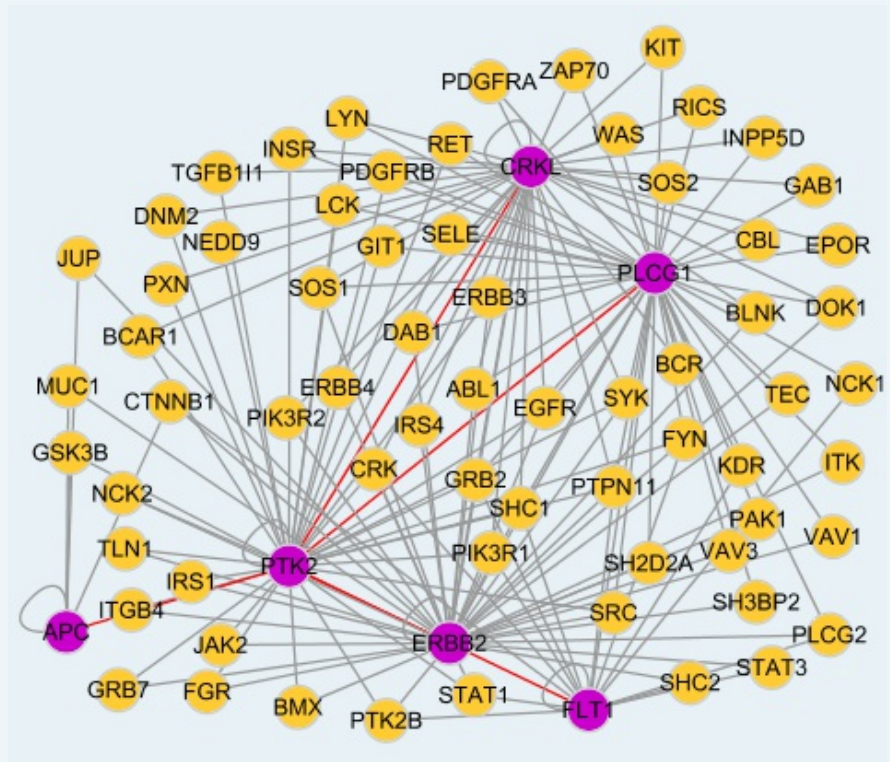 KIT
ZAP70
PDGFRA
RICS
LYN
WAS
INPP5D
RET
INSR
CRKL
TGFB1I1
PDGFRB
SOS2
GAB1
LCK
DNM2
NEDD9
GIT1
SELE
CBL
EPOR
JUP
PLCG1
PXN
SOS1
ERBB3
DOK1
BLNK
BCAR1
DAB1
BCR
MUC1
ERBB4
ABL1
NCK1
CTNNB1
TEC
SYK
EGFR
PIK3R2
IRS4
FYN
GSK3B
ITK
CRK
KDR
GRB2
PTPN11
NCK2
SHC1
PAK1
VAV1
TLN1
VAV3
PIK3R1
PTK2
SH2D2A
IRS1
SH3BP2
ITGB4
SRC
APC
PLCG2
ERBB2
JAK2
STAT3
SHC2
GRB7
FGR
STAT1
BMX
FLT1
PTK2B